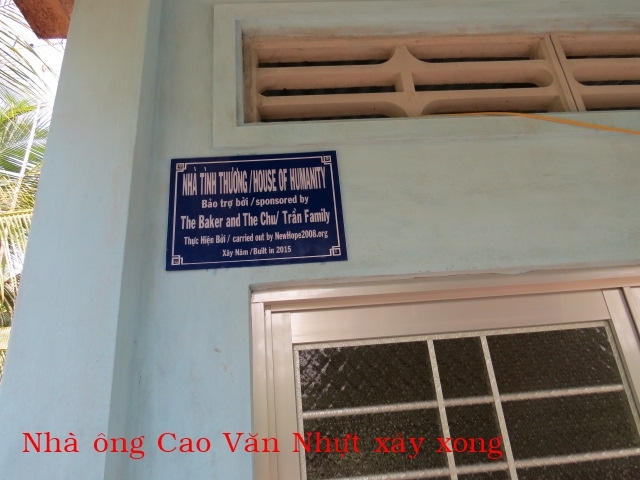 NHÀ TÌNH THƯƠNG /HOUSE OF HUMANITY
Bảo trợ bởi / sponsored by
The Baker and The Chu/ Trần Family
Thực Hiện Bởi / carried out by NewHope2008.org
Xây Năm /Built in 2015
Nhà ông Cao Văn Nhựt xây xong